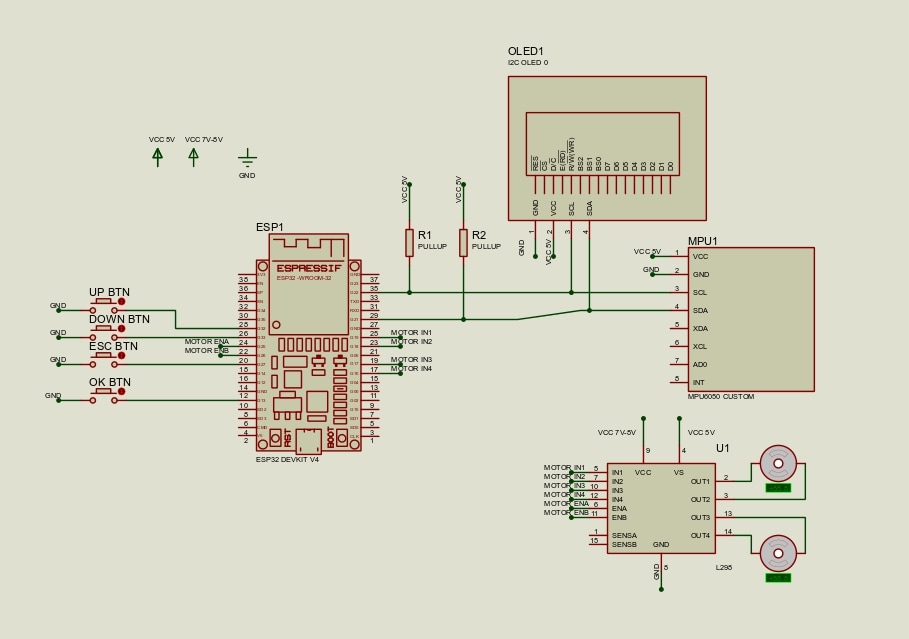 OLED1
I2C OLED 0
RES
CS
D/C
E(RD)
R/W(WR)
BS2
BS1
BS0
D7
D6
D5
D4
D3
D2
D1
D0
GND
VCC
SCL
SDA
1
2
3
4
GND
VCC 5V
VCC 5V
VCC 7V-5V
GND
VCC 5V
VCC 5V
R1
PULLUP
R2
PULLUP
ESP1
ESPRESSIF
ESP32-WROOM-32
38
36
34
32
30
28
26
24
22
20
18
16
14
12
10
8
6
4
2
37
35
33
31
29
27
25
23
21
19
17
15
13
11
9
7
5
3
1
RST
BOOT
ESP32 DEVKIT V4
UP BTN
GND
DOWN BTN
GND
ESC BTN
GND
OK BTN
GND
MOTOR ENA
MOTOR ENB
MOTOR IN1
MOTOR IN2
MOTOR IN3
MOTOR IN4
MPU1
VCC 5V
GND
1
2
3
4
5
6
7
8
VCC
GND
SCL
SDA
XDA
XCL
AD0
INT
MPU6050 CUSTOM
VCC 7V-5V
VCC 5V
U1
9
4
VCC
VS
MOTOR IN1
MOTOR IN2
MOTOR IN3
MOTOR IN4
MOTOR ENA
MOTOR ENB
5
7
10
12
6
11
1
15
IN1
IN2
IN3
IN4
ENA
ENB
SENSA
SENSB
GND
OUT1
OUT2
OUT3
OUT4
2
3
13
14
8
GND
L298